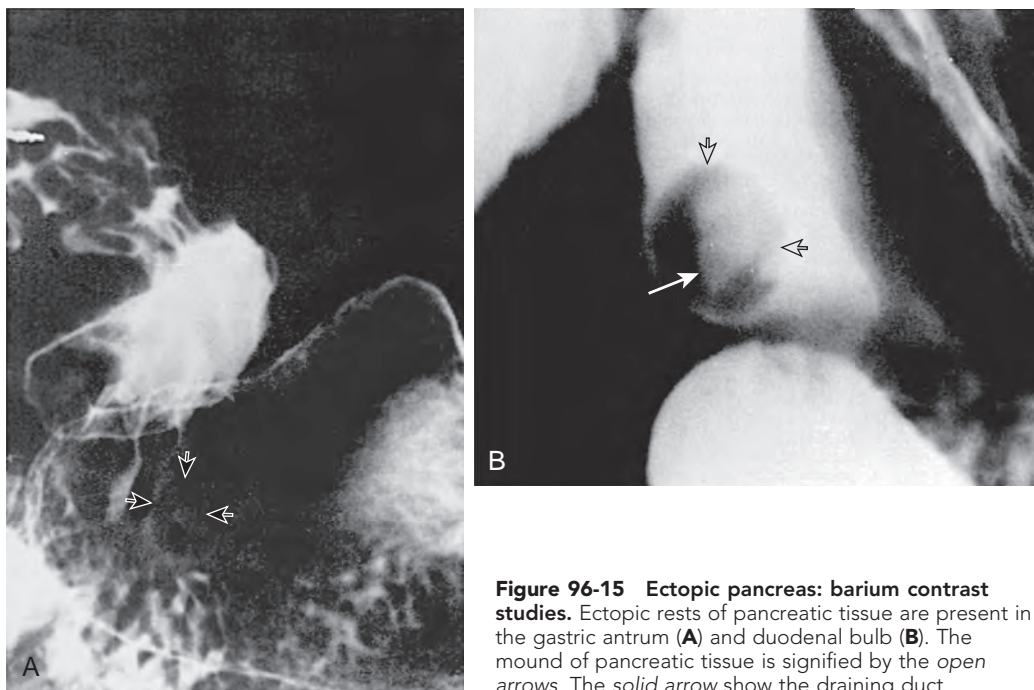 A
B
Figure 96-15 Ectopic pancreas: barium contrast
studies. Ectopic rests of pancreatic tissue are present in
the gastric antrum (A) and duodenal bulb (B). The
mound of pancreatic tissue is signified by the open
arrows. The solid arrow show the draining duct